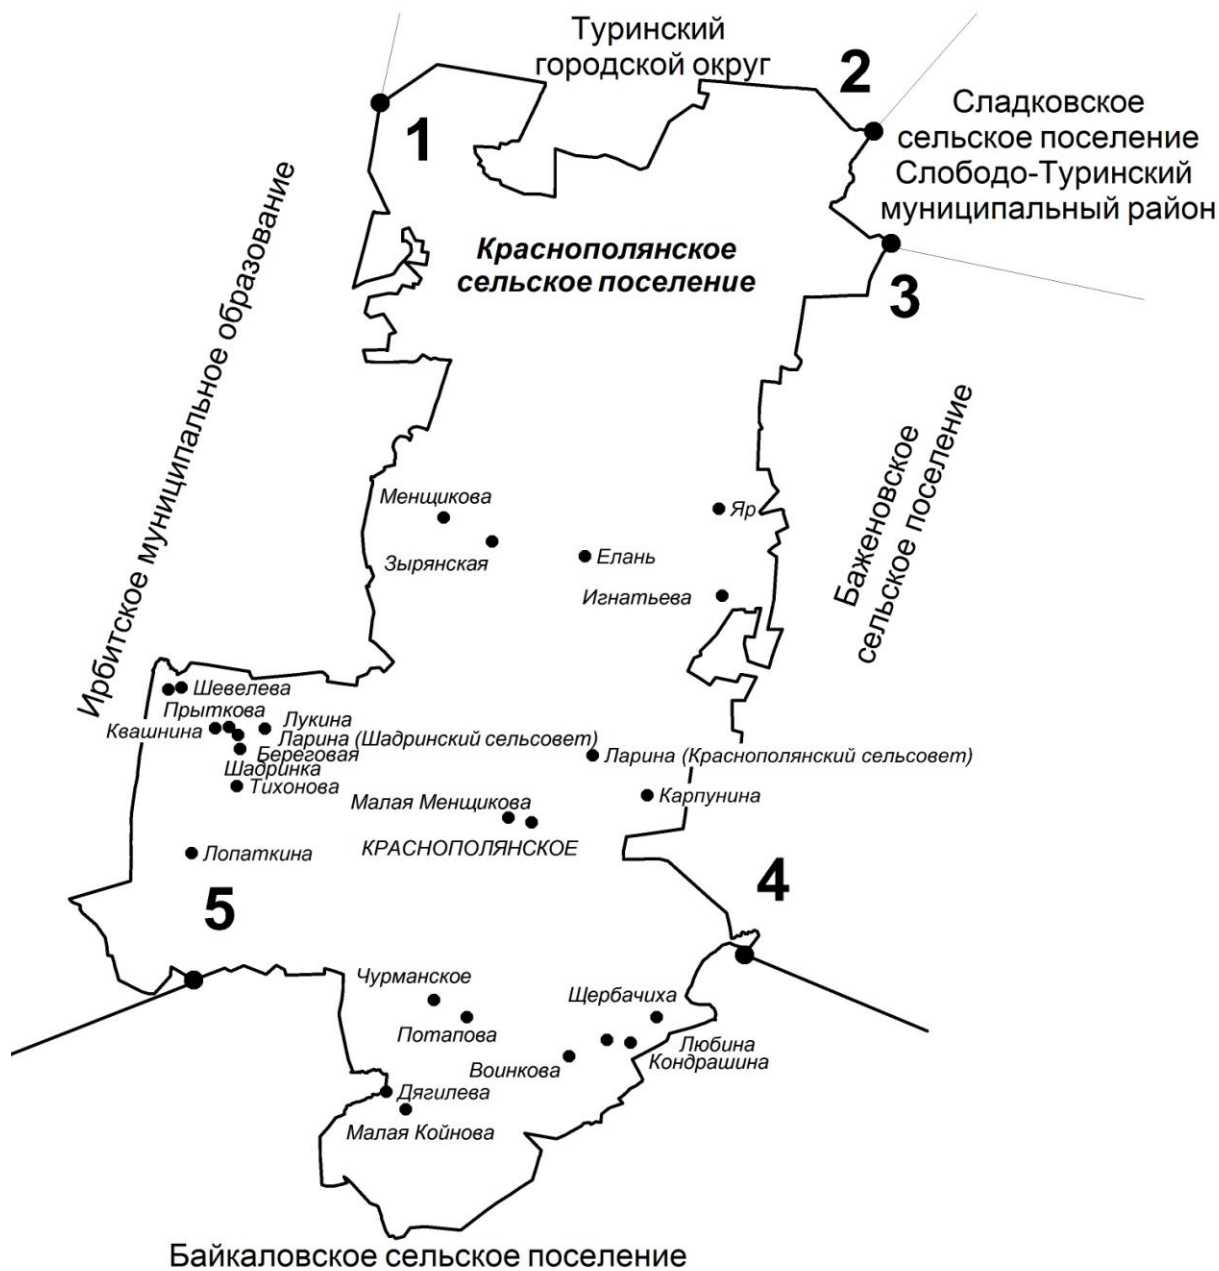 Туринский
городской округ
2
Сладковское
сельское поселение
Слободо-Туринский
муниципальный район
1
Краснополянское
сельское поселение
3
Ирбитское муниципальное образование
Баженовское
сельское поселение
Менщикова
Яр
Зырянская
Елань
Игнатьева
Шевелева
Прыткова
Квашнина
Лукина
Ларина (Шадринский сельсовет)
Береговая
Ларина (Краснополянский сельсовет)
Шадринка
Тихонова
Карпунина
Малая Менщикова
КРАСНОПОЛЯНСКОЕ
Лопаткина
4
5
Чурманское
Щербачиха
Потапова
Любина
Кондрашина
Воинкова
Дягилева
Малая Койнова
Байкаловское сельское поселение